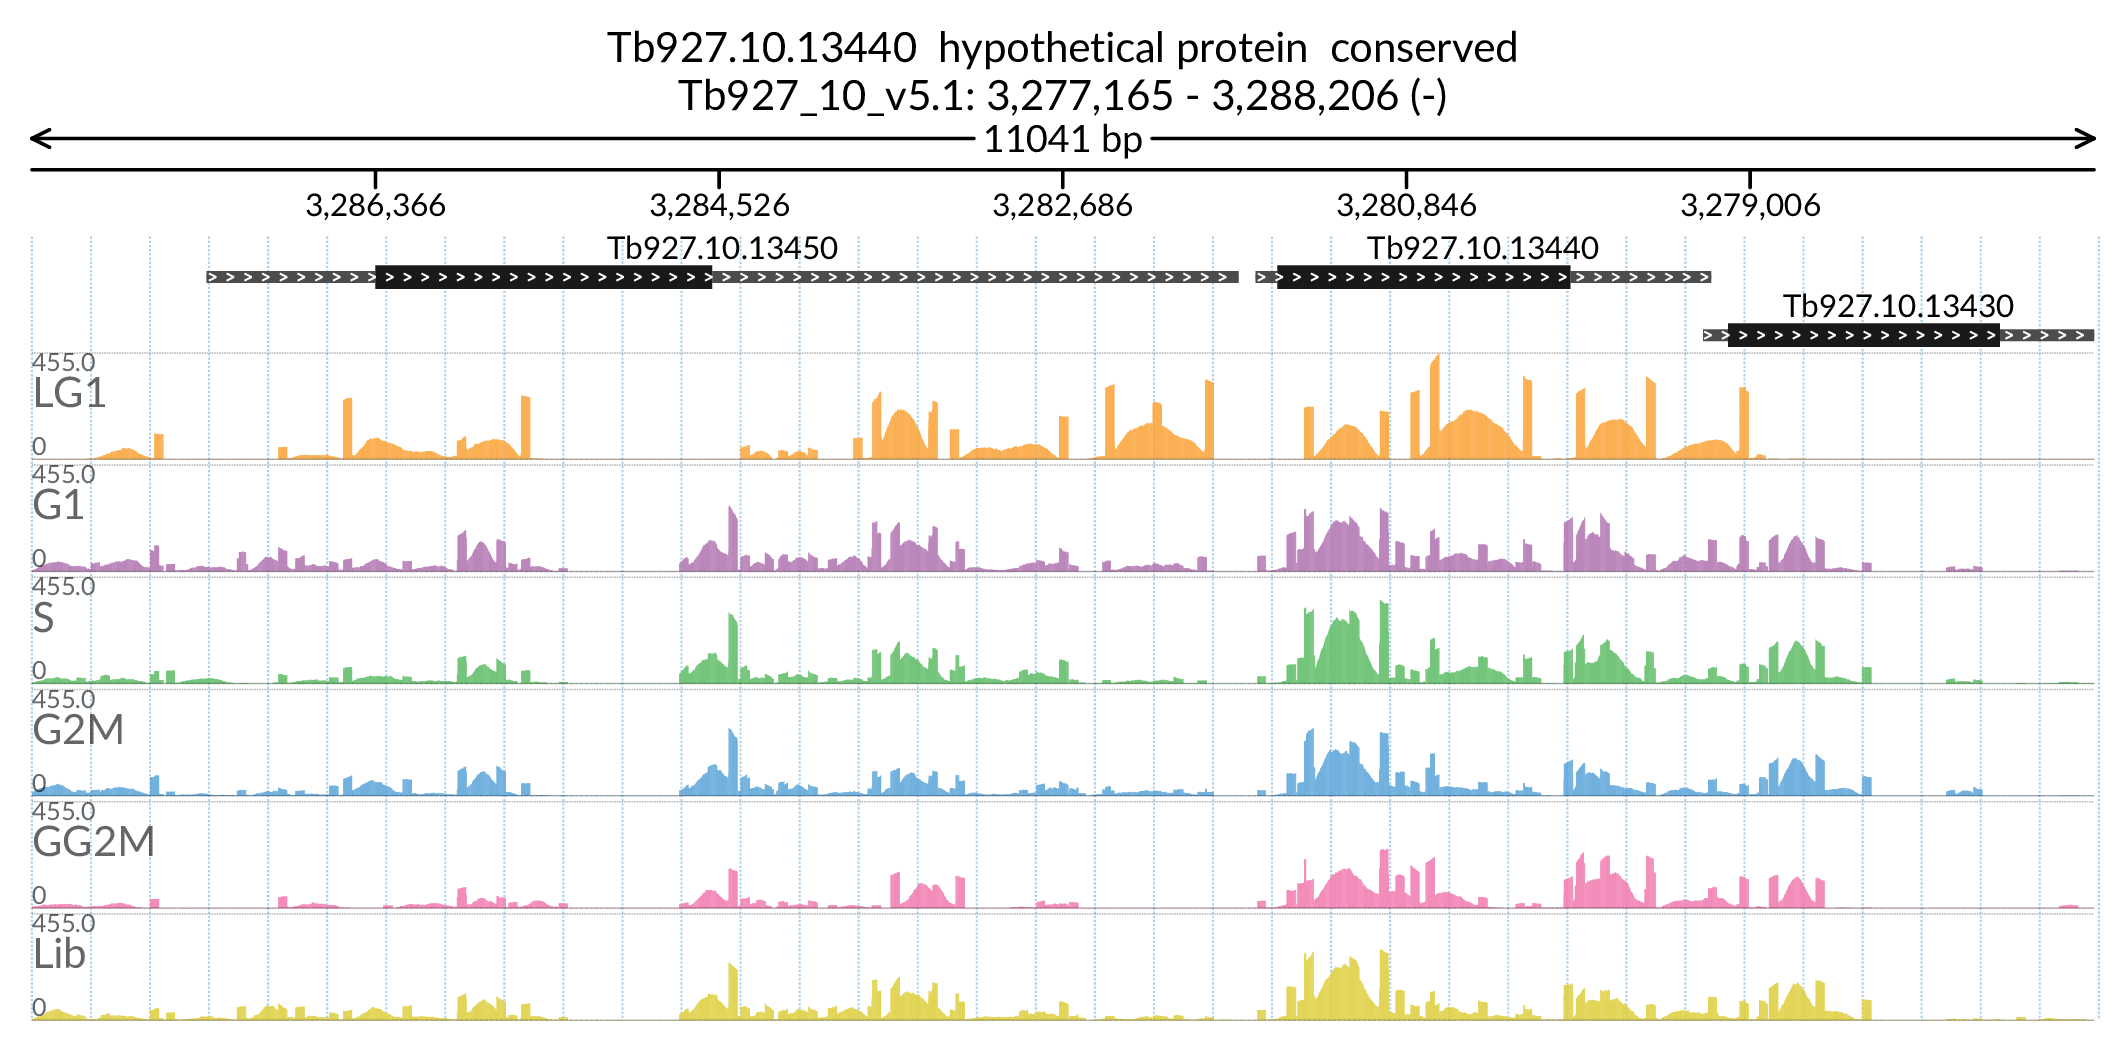 Tb927.10.13440 hypothetical protein conserved
Tb927_10_v5.1: 3,277,165 - 3,288,206 (-)
11041 bp
3,286,366 3,284,526 3,282,686 3,280,846 3,279,006
Tb927.10.13450 Tb927.10.13440
Tb927.10.13430
455.0
LG1
0
455.0
G1
0
455.0
S
0
455.0
G2M
0
455.0
GG2M
0
455.0
Lib
0